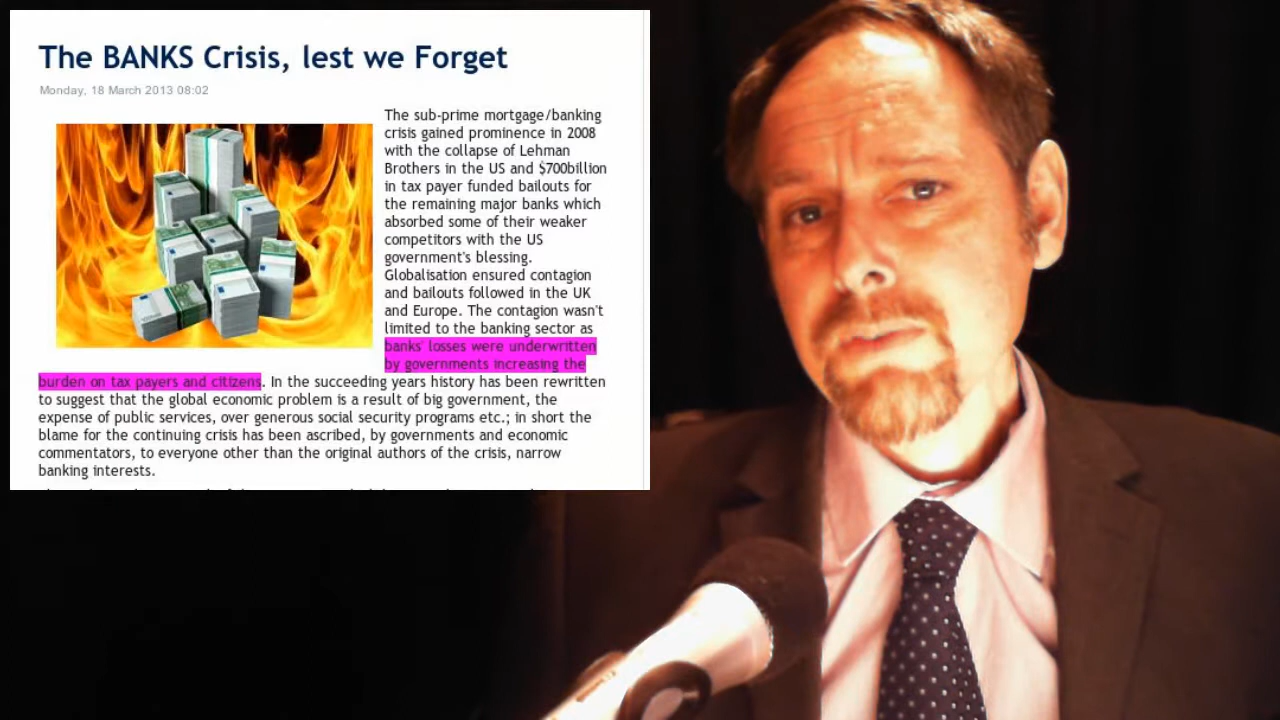 The BANKS Crisis, lest we Forget
Monday, 18 March 2013 08:02
The sub-prime mortgage/banking
crisis gained prominence in 2008
with the collapse of Lehman
Brothers in the US and $700billion
in tax payer funded bailouts for
the remaining major banks which
absorbed some of their weaker
competitors with the US
government's blessing.
Globalisation ensured contagion
and bailouts followed in the UK
and Europe. The contagion wasn't
limited to the banking sector as
banks' losses were underwritten
by governments increasing the
burden on tax payers and citizens. In the succeeding years history has been rewritten
to suggest that the global economic problem is a result of big government, the
expense of public services, over generous social security programs etc.; in short the
blame for the continuing crisis has been ascribed, by governments and economic
commentators, to everyone other than the original authors of the crisis, narrow
banking interests.